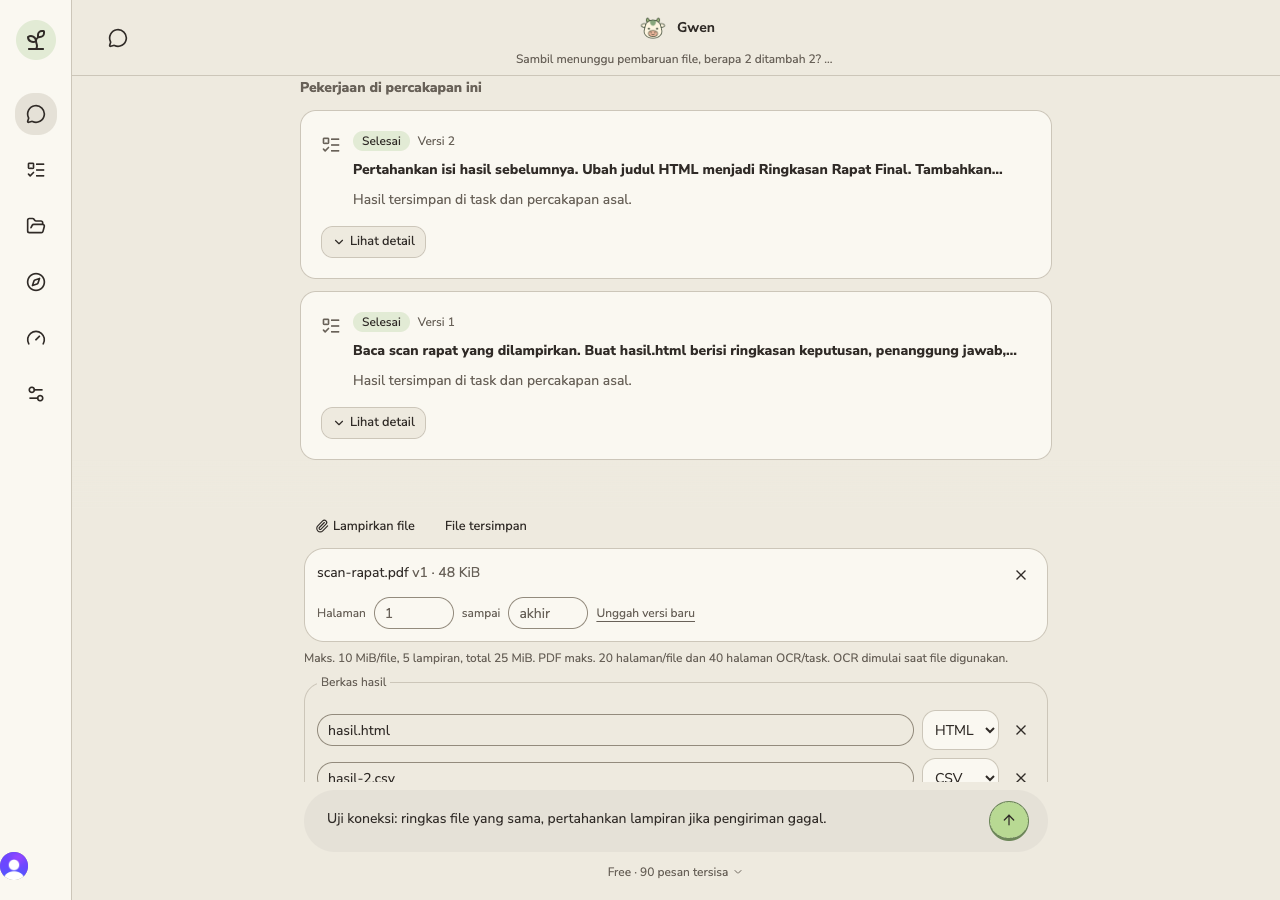 Gwen
Sambil menunggu pembaruan file, berapa 2 ditambah 2? ...
Pekerjaan di percakapan ini
Selesai Versi 2
Pertahankan isi hasil sebelumnya. Ubah judul HTML menjadi Ringkasan Rapat Final. Tambahkan...
Hasil tersimpan di task dan percakapan asal.
Lihat detail
Selesai Versi 1
Baca scan rapat yang dilampirkan. Buat hasil.html berisi ringkasan keputusan, penanggung jawab,...
Hasil tersimpan di task dan percakapan asal.
Lihat detail
Lampirkan file File tersimpan
scan-rapat.pdf v1 · 48 KiB
Halaman 1 sampai akhir Unggah versi baru
Maks. 10 MiB/file, 5 lampiran, total 25 MiB. PDF maks. 20 halaman/file dan 40 halaman OCR/task. OCR dimulai saat file digunakan.
Berkas hasil
hasil.html HTML
hasil-2.csv CSV
Uji koneksi: ringkas file yang sama, pertahankan lampiran jika pengiriman gagal.
Free · 90 pesan tersisa